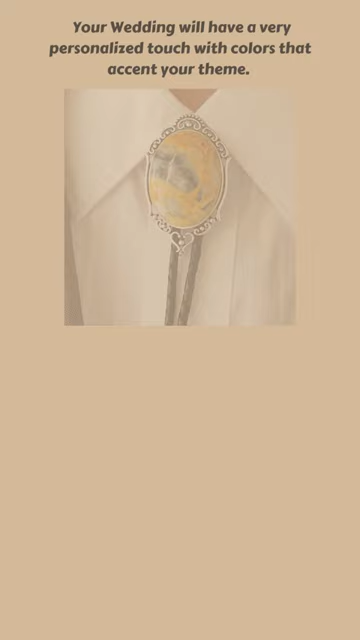 Your Wedding will have a very
personalized touch with colors that
accent your theme.